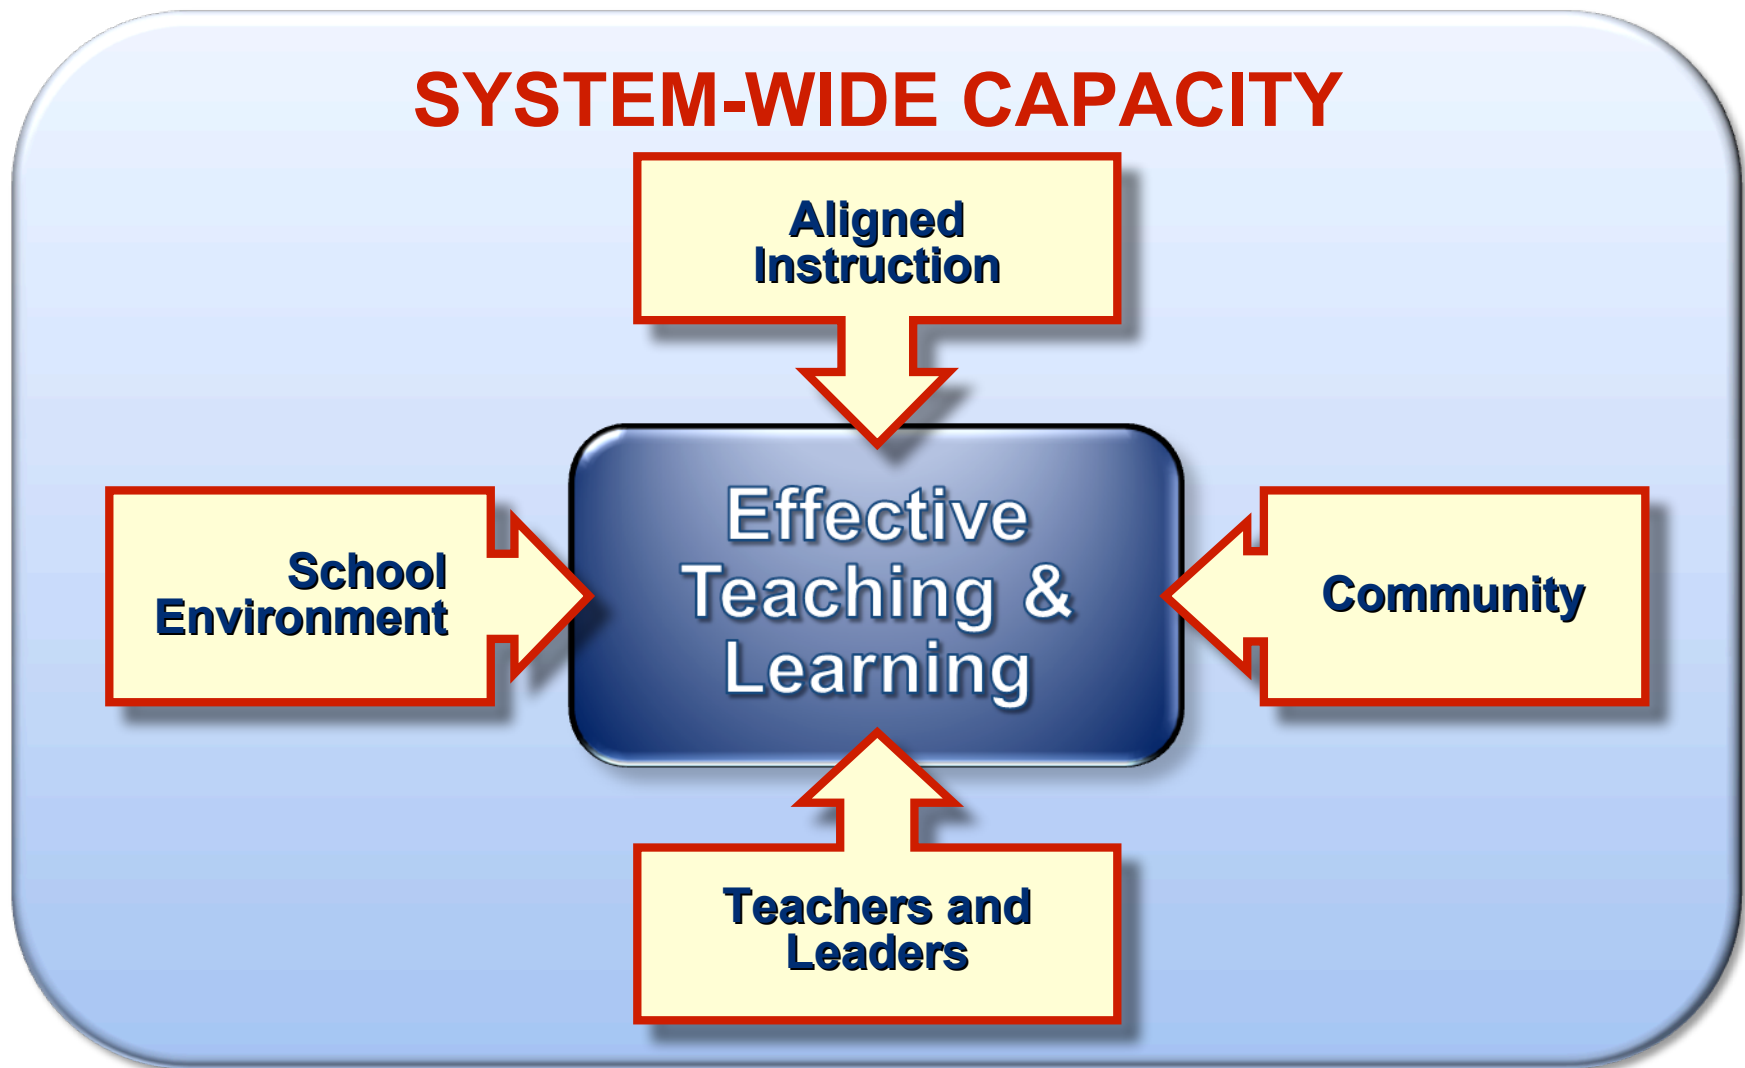 SYSTEM-WIDE CAPACITY
Aligned
Instruction
School
Environment
Effective
Teaching &
Learning
Community
Teachers and
Leaders